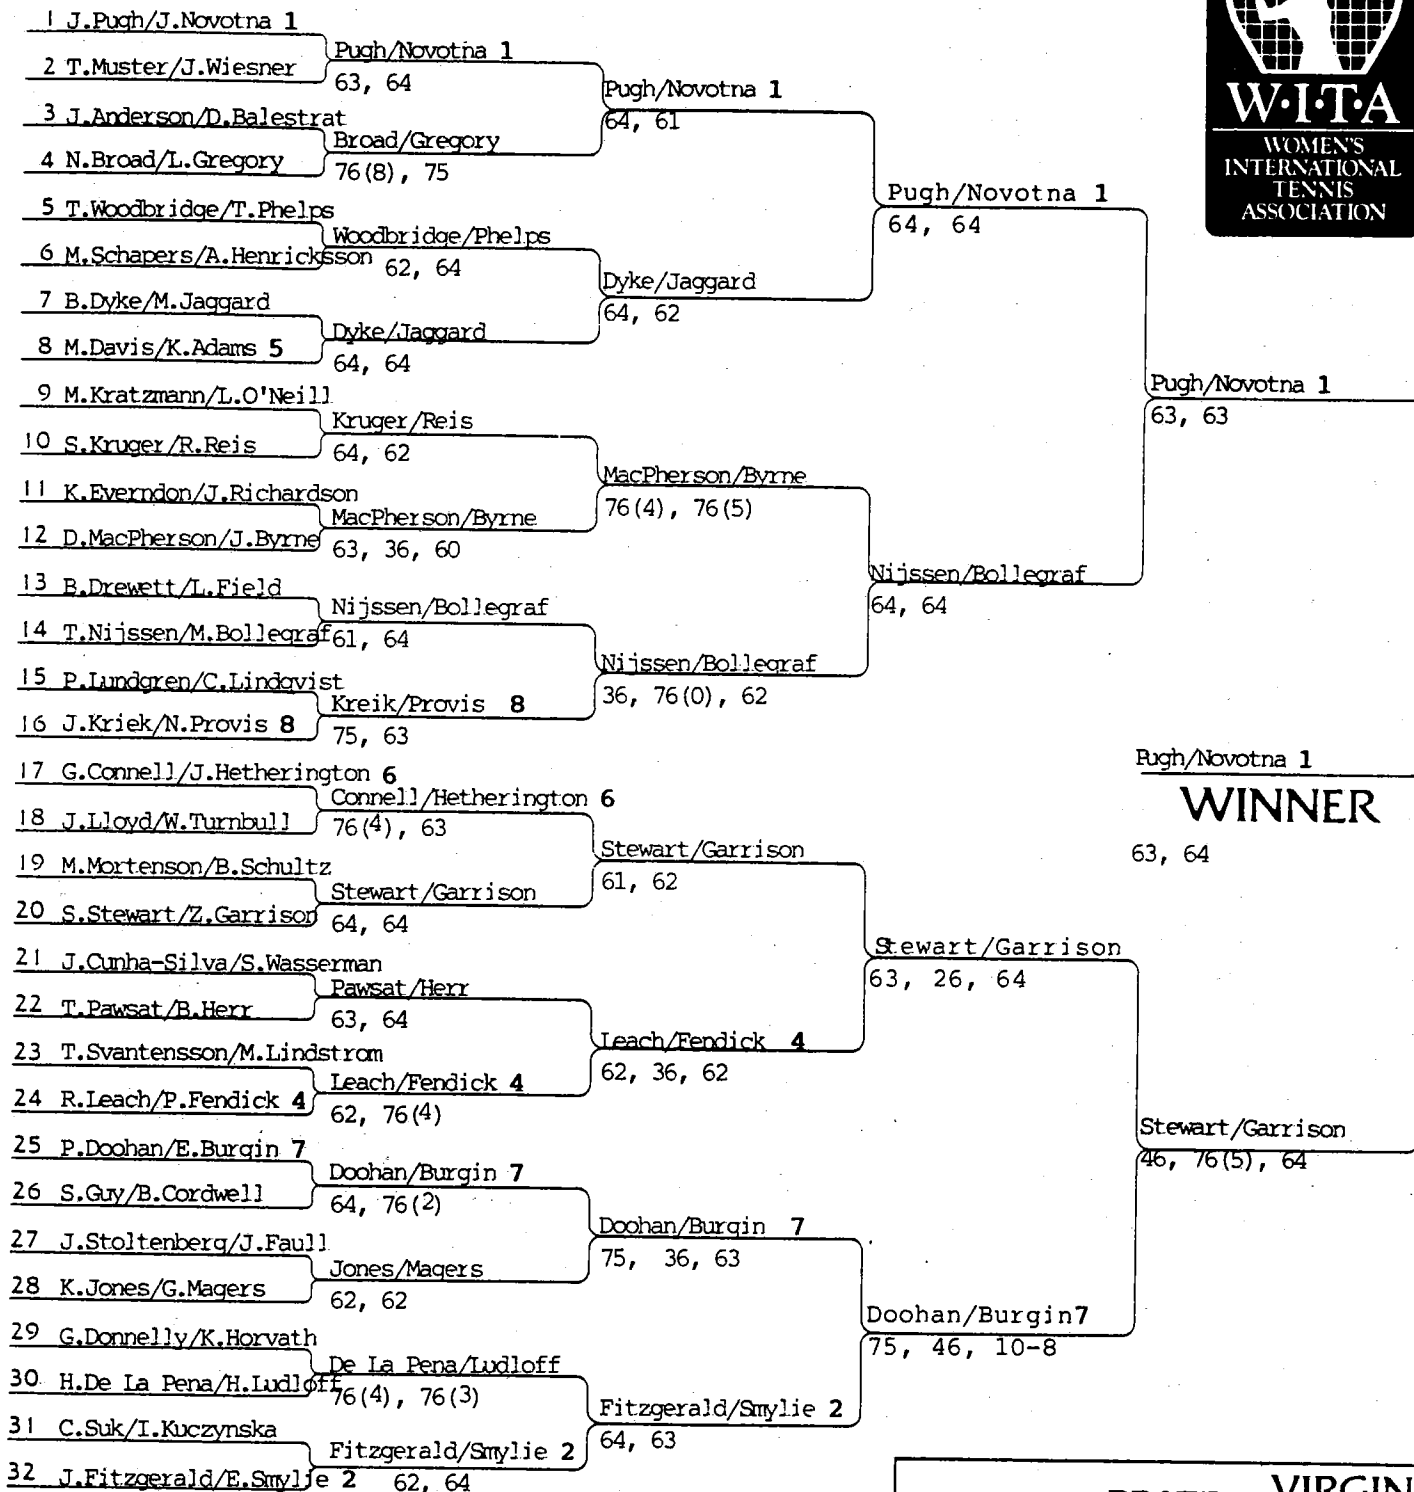 1 J.Pugh/J.Novotna 1
2 T.Muster/J.Wiesner
3 J.Anderson/D.Balestrat
4 N.Broad/L.Gregory
5 T.Woodbridge/T.Phelps
6 M.Schapers/A.Henricksson
7 B.Dyke/M.Jaggard
8 M.Davis/K.Adams 5
9 M.Kratzmann/L.O'Neill
10 S.Kruger/R.Reis
11 K.Everndon/J.Richardson
12 D.MacPherson/J.Byrne
13 B.Drewett/L.Field
14 T.Nijssen/M.Bollegraf
15 P.Lundgren/C.Lindqvist
16 J.Kriek/N.Provis 8
17 G.Connell/J.Hetherington 6
18 J.Lloyd/W.Turnbull
19 M.Mortenson/B.Schultz
20 S.Stewart/Z.Garrison
21 J.Cunha-Silva/S.Wasserman
22 T.Pawsat/B.Herr
23 T.Svantensson/M.Lindstrom
24 R.Leach/P.Fendick 4
25 P.Doohan/E.Burgin 7
26 S.Guy/B.Cordwell
27 J.Stoltenberg/J.Faull
28 K.Jones/G.Magers
29 G.Donnelly/K.Horvath
30 H.De La Pena/H.Ludloff
31 C.Suk/I.Kuczynska
32 J.Fitzgerald/E.Smylie 2
Pugh/Novotna 1
63, 64
Broad/Gregory
76(8), 75
Woodbridge/Phelps
62, 64
Dyke/Jaggard
64, 64
Kruger/Reis
64, 62
MacPherson/Byrne
63, 36, 60
Nijssen/Bollegraf
61, 64
Kreik/Provis 8
75, 63
Connell/Hetherington 6
76(4), 63
Stewart/Garrison
64, 64
Pawsat/Herr
63, 64
Leach/Fendick 4
62, 76(4)
Doohan/Burgin 7
64, 76(2)
Jones/Magers
62, 62
De La Pena/Ludloff
76(4), 76(3)
Fitzgerald/Smylie 2
62, 64
Pugh/Novotna 1
64, 61
Dyke/Jaggard
64, 62
MacPherson/Byrne
76(4), 76(5)
Nijssen/Bollegraf
36, 76(0), 62
Stewart/Garrison
61, 62
Leach/Fendick 4
62, 36, 62
Doohan/Burgin 7
75, 36, 63
Fitzgerald/Smylie 2
64, 63
Pugh/Novotna 1
64, 64
Nijssen/Bollegraf
64, 64
Stewart/Garrison
63, 26, 64
Doohan/Burgin7
75, 46, 10-8
Pugh/Novotna 1
63, 63
Stewart/Garrison
46, 76(5), 64
Pugh/Novotna 1
WINNER
63, 64
W·I·T·A
WOMEN'S
INTERNATIONAL
TENNIS
ASSOCIATION
VIRGIN